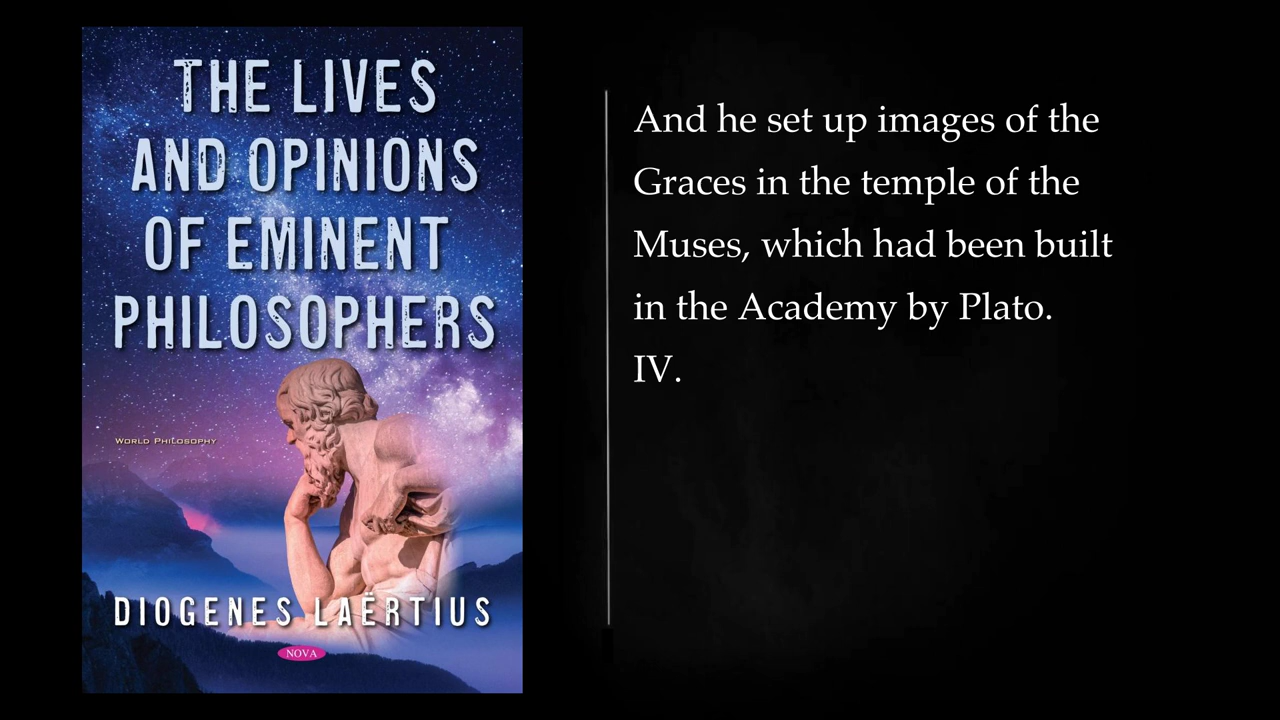 THE LIVES
AND OPINIONS
OF EMINENT
PHILOSOPHERS
WORLD PHILOSOPHY
DIOGENES LAËRTIUS
NOVA
And he set up images of the
Graces in the temple of the
Muses, which had been built
in the Academy by Plato.
IV.